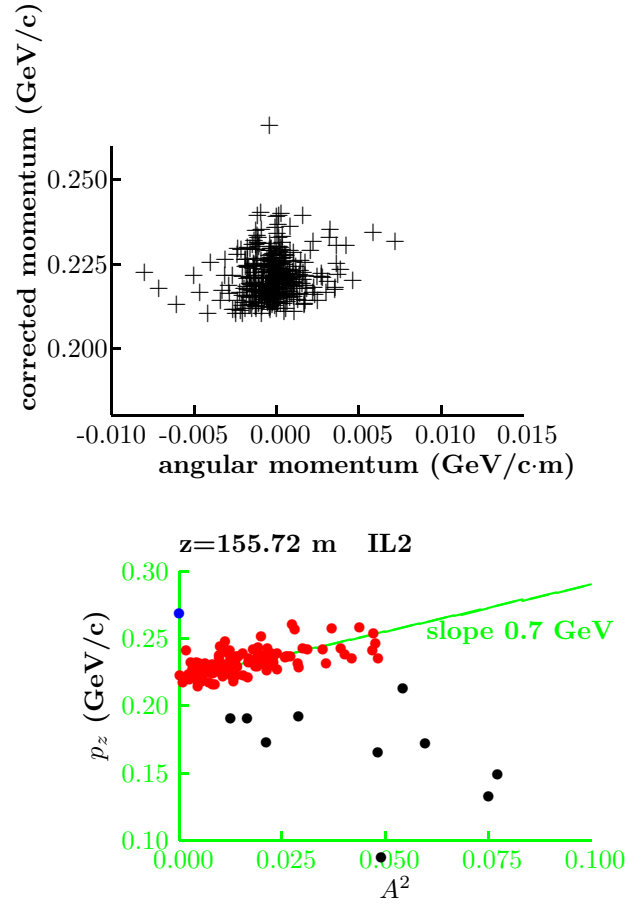 corrected momentum (GeV/c)
0.250
0.225
0.200
-0.010 -0.005 0.000 0.005 0.010 0.015
angular momentum (GeV/c·m)
z=155.72 m IL2
p_z (GeV/c)
0.30
0.25
0.20
0.15
0.10
slope 0.7 GeV
0.000 0.025 0.050 0.075 0.100
A²